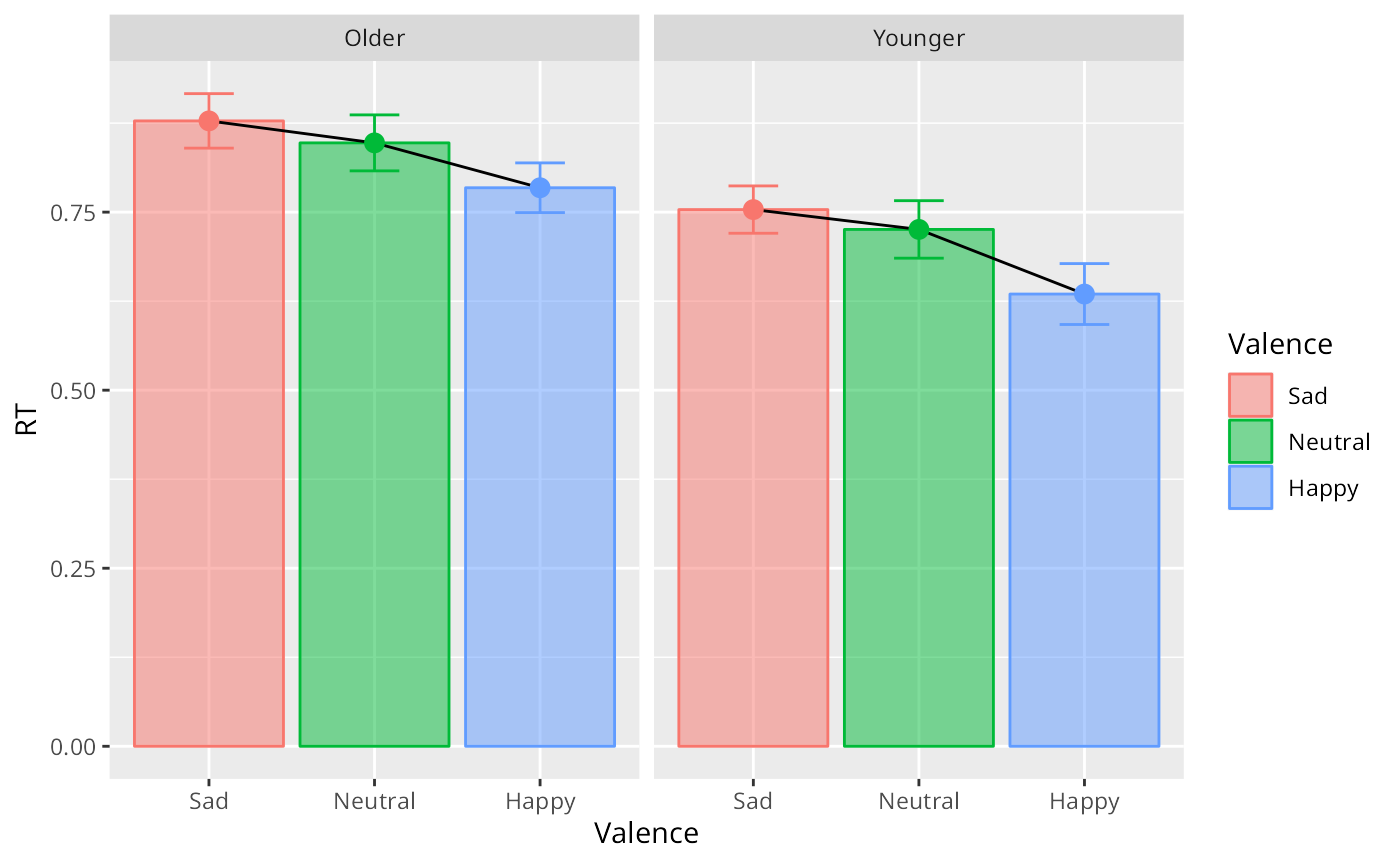 Older
Younger
RT
0.75
0.50
0.25
0.00
Sad
Neutral
Happy
Sad
Neutral
Happy
Valence
Valence
Sad
Neutral
Happy